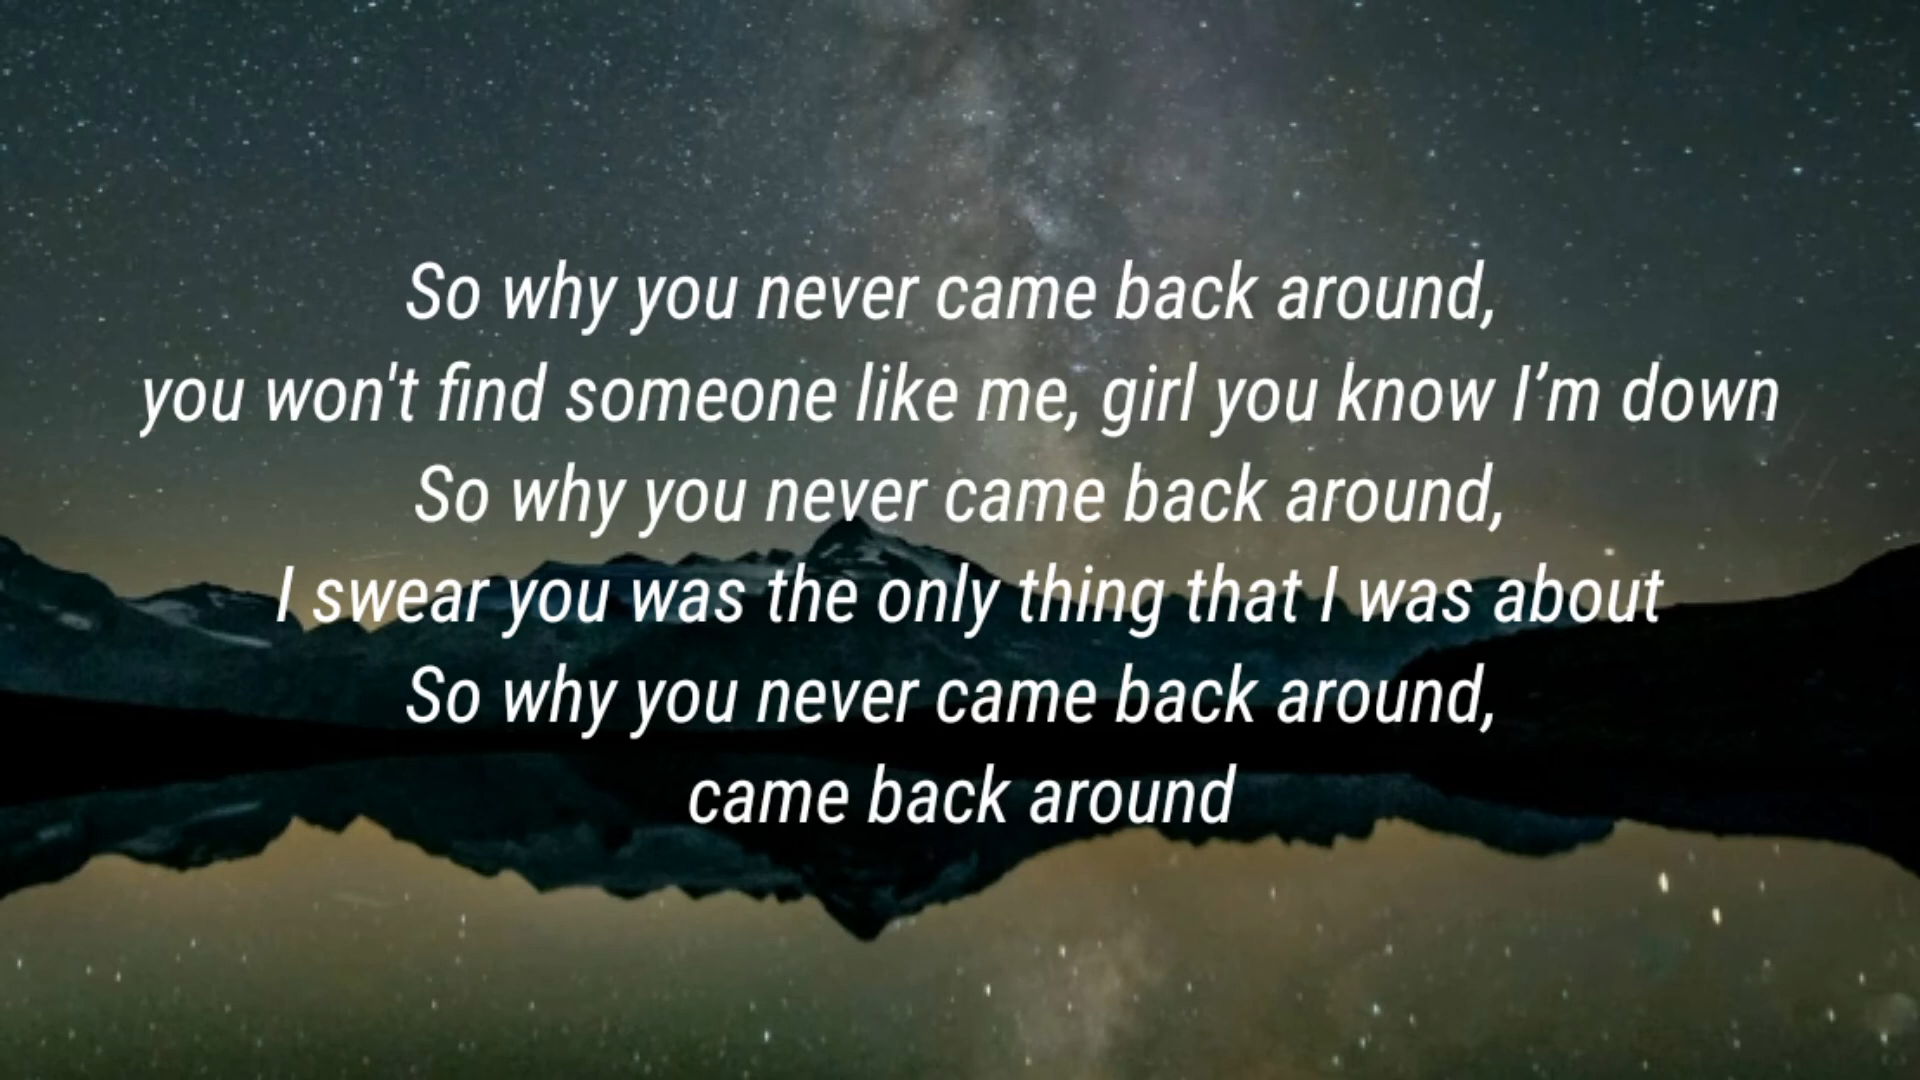 So why you never came back around,
you won't find someone like me, girl you know I’m down
So why you never came back around,
I swear you was the only thing that I was about
So why you never came back around,
came back around